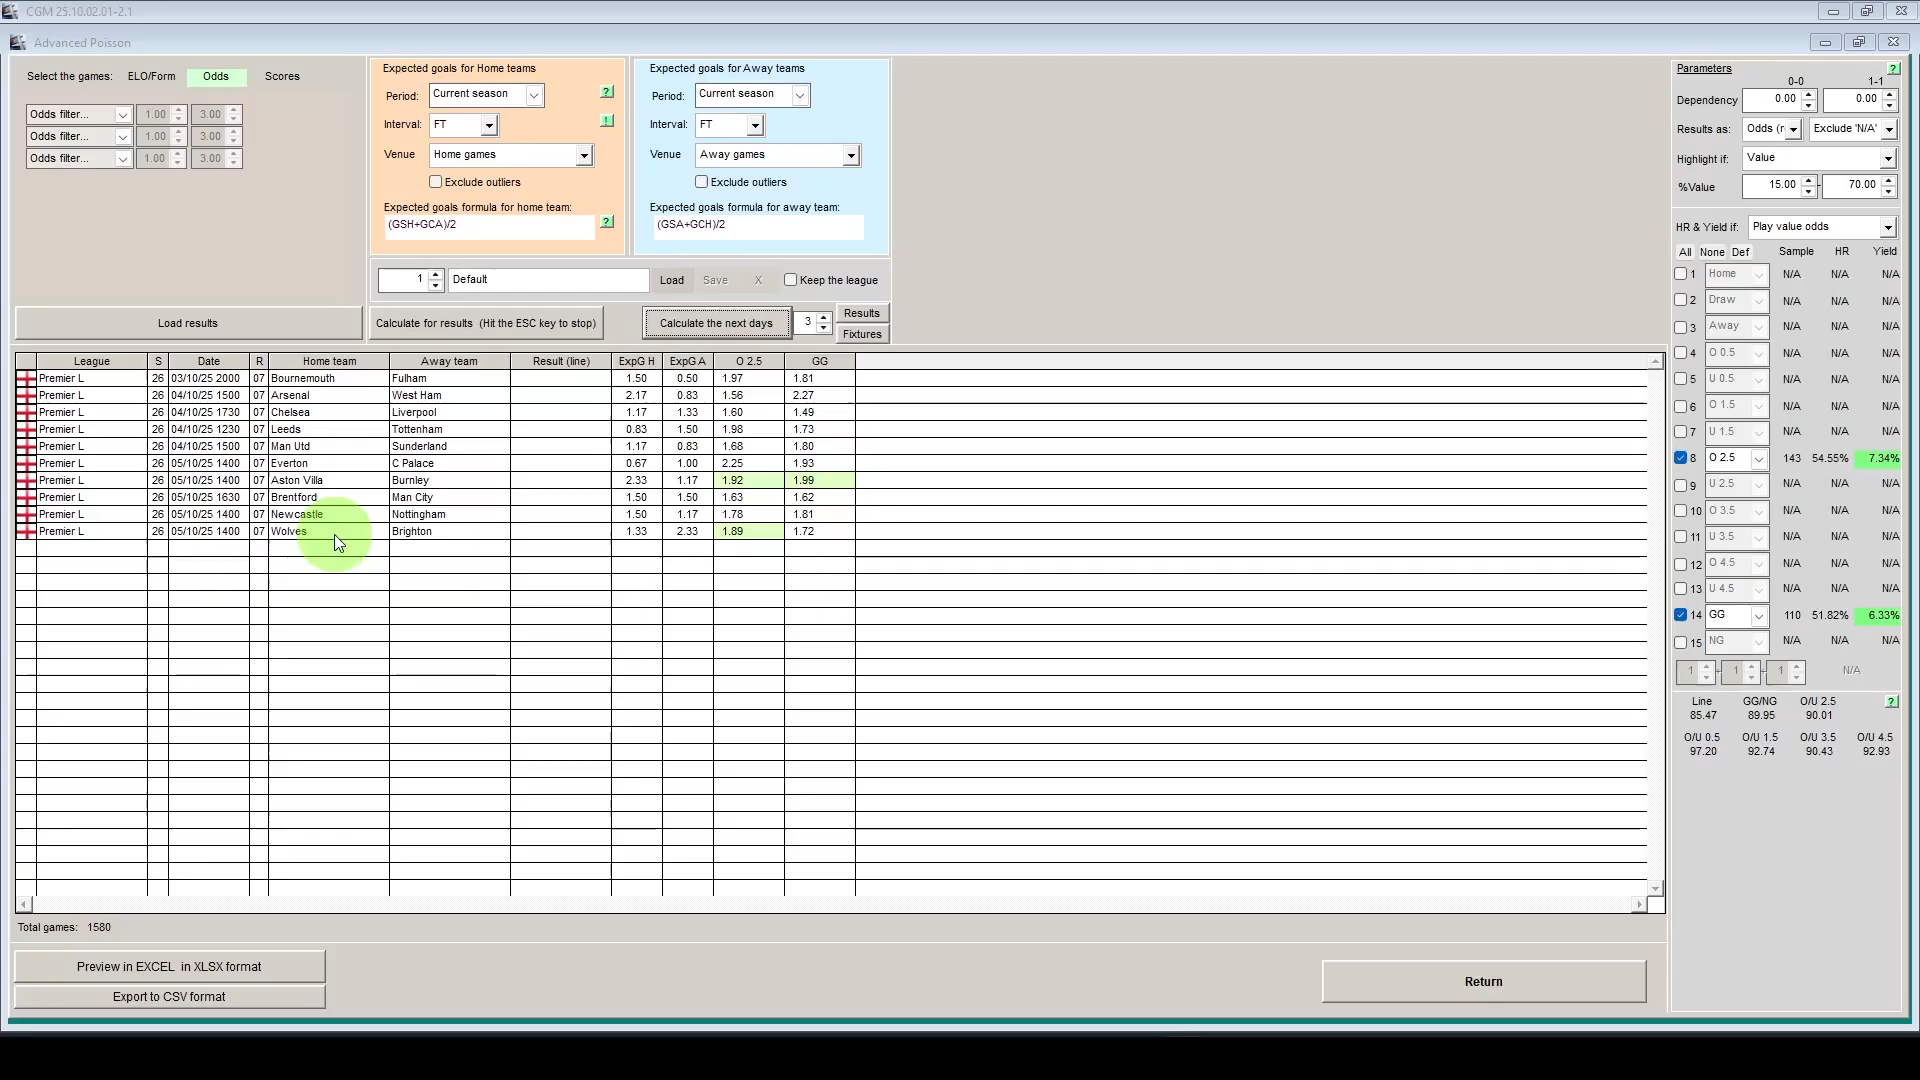 CGM 25.10.02.01-2.1
Advanced Poisson
Select the games: ELO/Form Odds Scores
Odds filter... 1.00 3.00
Odds filter... 1.00 3.00
Odds filter... 1.00 3.00
Load results
Expected goals for Home teams
Period: Current season ?
Interval: FT !
Venue Home games
Exclude outliers
Expected goals formula for home team:
(GSH+GCA)/2 ?
Expected goals for Away teams
Period: Current season
Interval: FT
Venue Away games
Exclude outliers
Expected goals formula for away team:
(GSA+GCH)/2
1 Default Load Save X Keep the league
Calculate for results (Hit the ESC key to stop) Calculate the next days 3 Results
Fixtures
League S Date R Home team Away team Result (line) ExpG H ExpG A O 2.5 GG
Premier L 26 03/10/25 2000 07 Bournemouth Fulham 1.50 0.50 1.97 1.81
Premier L 26 04/10/25 1500 07 Arsenal West Ham 2.17 0.83 1.56 2.27
Premier L 26 04/10/25 1730 07 Chelsea Liverpool 1.17 1.33 1.60 1.49
Premier L 26 04/10/25 1230 07 Leeds Tottenham 0.83 1.50 1.98 1.73
Premier L 26 04/10/25 1500 07 Man Utd Sunderland 1.17 0.83 1.68 1.80
Premier L 26 05/10/25 1400 07 Everton C Palace 0.67 1.00 2.25 1.93
Premier L 26 05/10/25 1400 07 Aston Villa Burnley 2.33 1.17 1.92 1.99
Premier L 26 05/10/25 1630 07 Brentford Man City 1.50 1.50 1.63 1.62
Premier L 26 05/10/25 1400 07 Newcastle Nottingham 1.50 1.17 1.78 1.81
Premier L 26 05/10/25 1400 07 Wolves Brighton 1.33 2.33 1.89 1.72
Total games: 1580
Preview in EXCEL in XLSX format
Export to CSV format
Return
Parameters ?
0-0 1-1
Dependency 0.00 0.00
Results as: Odds (r Exclude 'N/A'
Highlight if: Value
%Value 15.00 - 70.00
HR & Yield if: Play value odds
All None Def Sample HR Yield
1 Home N/A N/A N/A
2 Draw N/A N/A N/A
3 Away N/A N/A N/A
4 O 0.5 N/A N/A N/A
5 U 0.5 N/A N/A N/A
6 O 1.5 N/A N/A N/A
7 U 1.5 N/A N/A N/A
8 O 2.5 143 54.55% 7.34%
9 U 2.5 N/A N/A N/A
10 O 3.5 N/A N/A N/A
11 U 3.5 N/A N/A N/A
12 O 4.5 N/A N/A N/A
13 U 4.5 N/A N/A N/A
14 GG 110 51.82% 6.33%
15 NG N/A N/A N/A
1 1 1 N/A
Line GG/NG O/U 2.5 ?
85.47 89.95 90.01
O/U 0.5 O/U 1.5 O/U 3.5 O/U 4.5
97.20 92.74 90.43 92.93